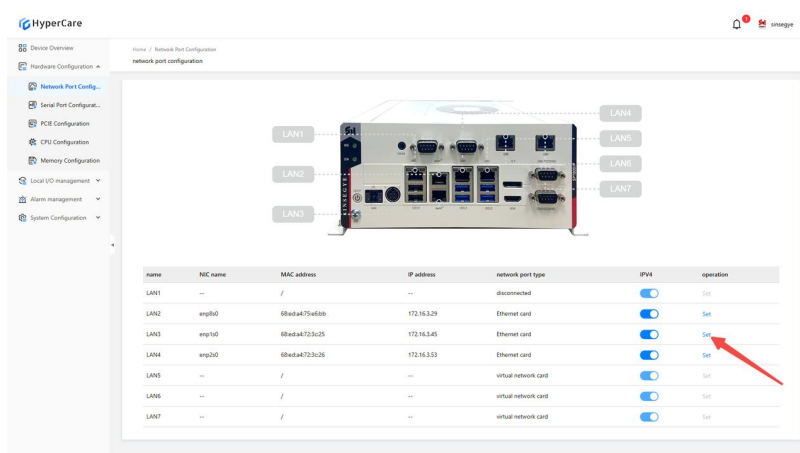 HyperCare
1
sinsegye
Device Overview
Hardware Configuration
Network Port Config...
Serial Port Configurat...
PCIE Configuration
CPU Configuration
Memory Configuration
Local I/O management
Alarm management
System Configuration
Home / Network Port Configuration
network port configuration
LAN4
LAN1
LAN5
LAN2
LAN6
LAN7
LAN3
SINSEGYE
name NIC name MAC address IP address network port type IPV4 operation
LAN1 -- / -- disconnected Set
LAN2 enp8s0 68:ed:a4:75:e6:bb 172.16.3.29 Ethernet card Set
LAN3 enp1s0 68:ed:a4:72:3c:25 172.16.3.45 Ethernet card Set
LAN4 enp2s0 68:ed:a4:72:3c:26 172.16.3.53 Ethernet card Set
LAN5 -- / -- virtual network card Set
LAN6 -- / -- virtual network card Set
LAN7 -- / -- virtual network card Set